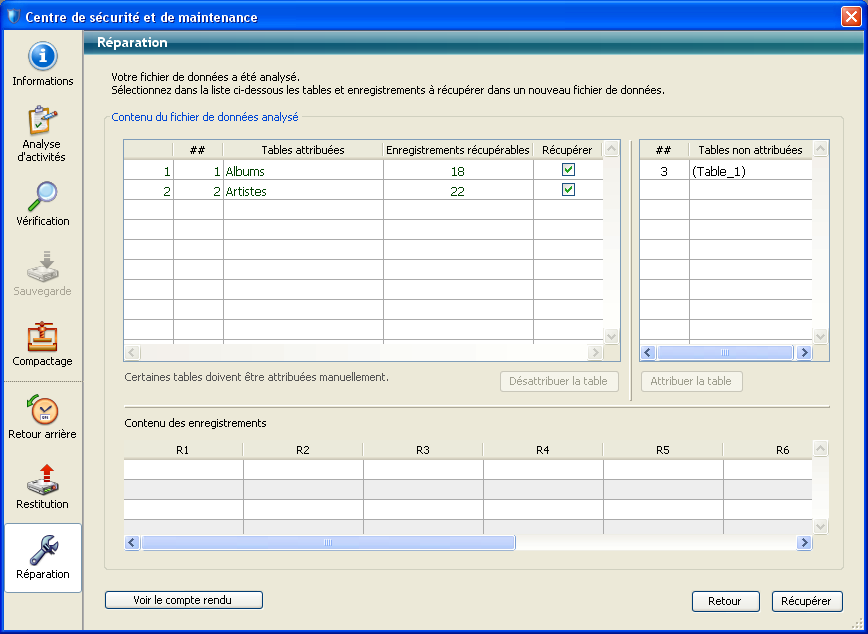 Centre de sécurité et de maintenance
Réparation
Informations
Analyse
d'activités
Vérification
Sauvegarde
Compactage
Retour arrière
Restitution
Réparation
Votre fichier de données a été analysé.
Sélectionnez dans la liste ci-dessous les tables et enregistrements à récupérer dans un nouveau fichier de données.
Contenu du fichier de données analysé
## Tables attribuées Enregistrements récupérables Récupérer
1 1 Albums 18
2 2 Artistes 22
## Tables non attribuées
3 (Table_1)
Certaines tables doivent être attribuées manuellement.
Désattribuer la table
Attribuer la table
Contenu des enregistrements
R1 R2 R3 R4 R5 R6
Voir le compte rendu
Retour
Récupérer